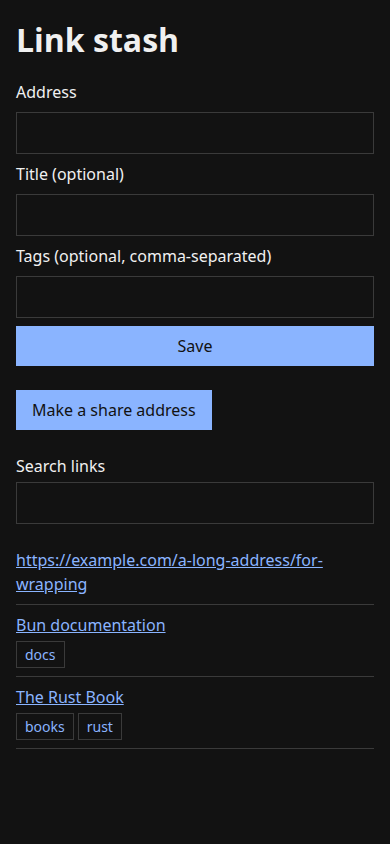 Link stash
Address
Title (optional)
Tags (optional, comma-separated)
Save
Make a share address
Search links
https://example.com/a-long-address/for-
wrapping
Bun documentation
docs
The Rust Book
books rust